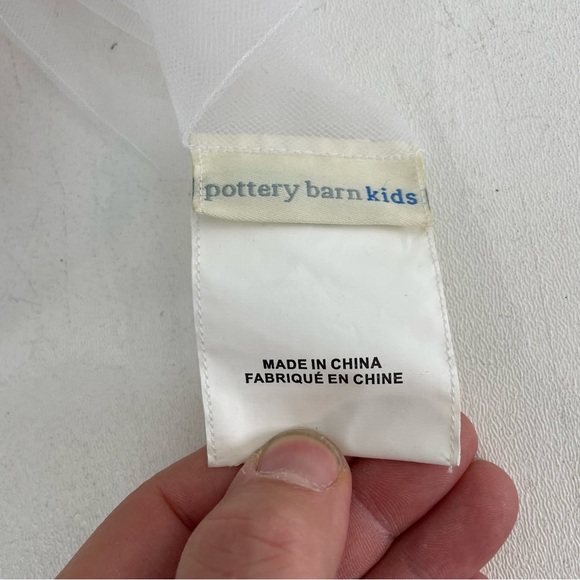 pottery barn kids
MADE IN CHINA
FABRIQUÉ EN CHINE